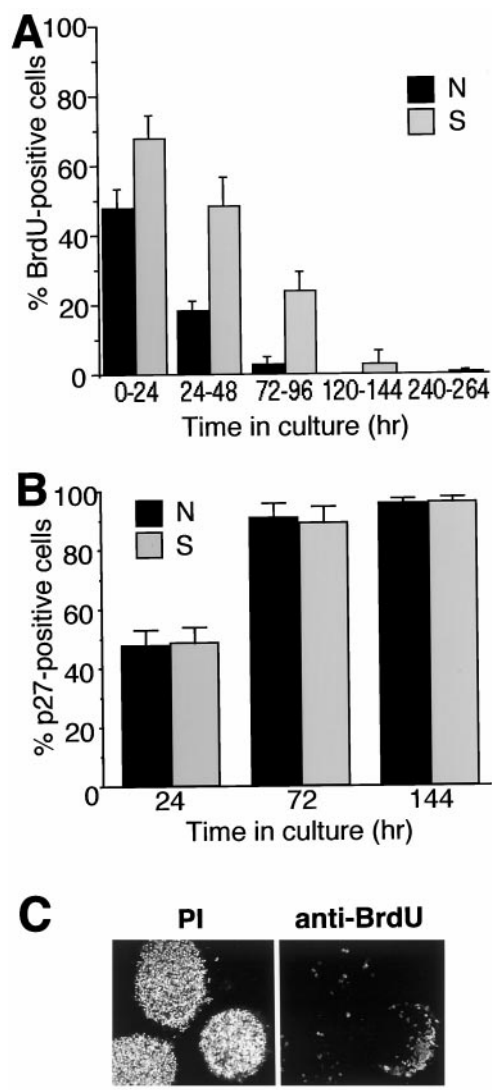 A
100
80
60
40
20
0
% BrdU-positive cells
N
S
0-24 24-48 72-96 120-144 240-264
Time in culture (hr)
B
100
80
60
40
20
0
% p27-positive cells
N
S
24 72 144
Time in culture (hr)
C
PI anti-BrdU